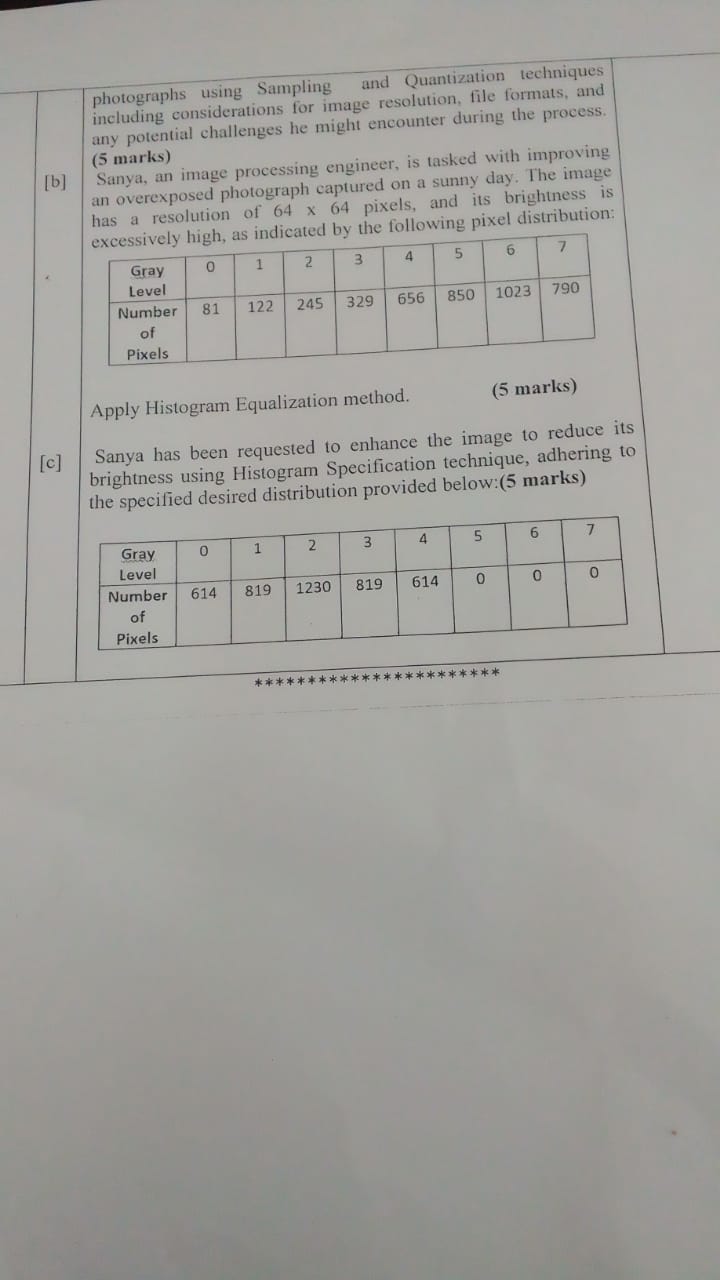 photographs using Sampling and Quantization techniques
including considerations for image resolution, file formats, and
any potential challenges he might encounter during the process.
(5 marks)
[b] Sanya, an image processing engineer, is tasked with improving
an overexposed photograph captured on a sunny day. The image
has a resolution of 64 x 64 pixels, and its brightness is
excessively high, as indicated by the following pixel distribution:
Gray Level 0 1 2 3 4 5 6 7
Number of Pixels 81 122 245 329 656 850 1023 790
Apply Histogram Equalization method. (5 marks)
[c] Sanya has been requested to enhance the image to reduce its
brightness using Histogram Specification technique, adhering to
the specified desired distribution provided below:(5 marks)
Gray Level 0 1 2 3 4 5 6 7
Number of Pixels 614 819 1230 819 614 0 0 0
***********************